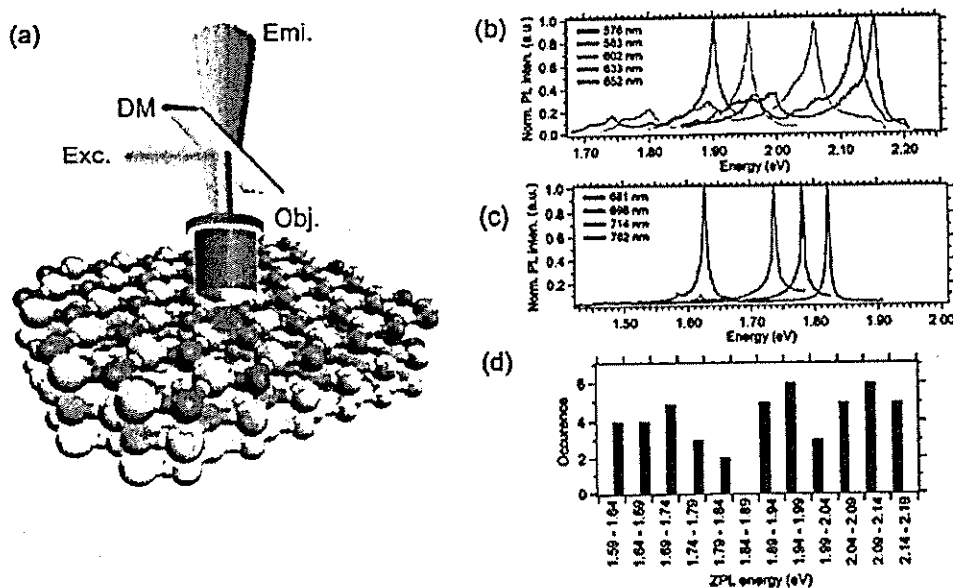 (a)
Emi.
DM
Exc.
Obj.
(b)
Norm. PL inten. (a.u.)
1.0
0.8
0.6
0.4
0.2
0.0
576 nm
583 nm
602 nm
633 nm
652 nm
1.70 1.80 1.90 2.00 2.10 2.20
Energy (eV)
(c)
Norm. PL inten. (a.u.)
1.0
0.8
0.6
0.4
0.2
681 nm
696 nm
714 nm
762 nm
1.50 1.60 1.70 1.80 1.90 2.00
Energy (eV)
(d)
Occurence
6
4
2
0
1.59 - 1.64
1.64 - 1.69
1.69 - 1.74
1.74 - 1.79
1.79 - 1.84
1.84 - 1.89
1.89 - 1.94
1.94 - 1.99
1.99 - 2.04
2.04 - 2.09
2.09 - 2.14
2.14 - 2.19
ZPL energy (eV)